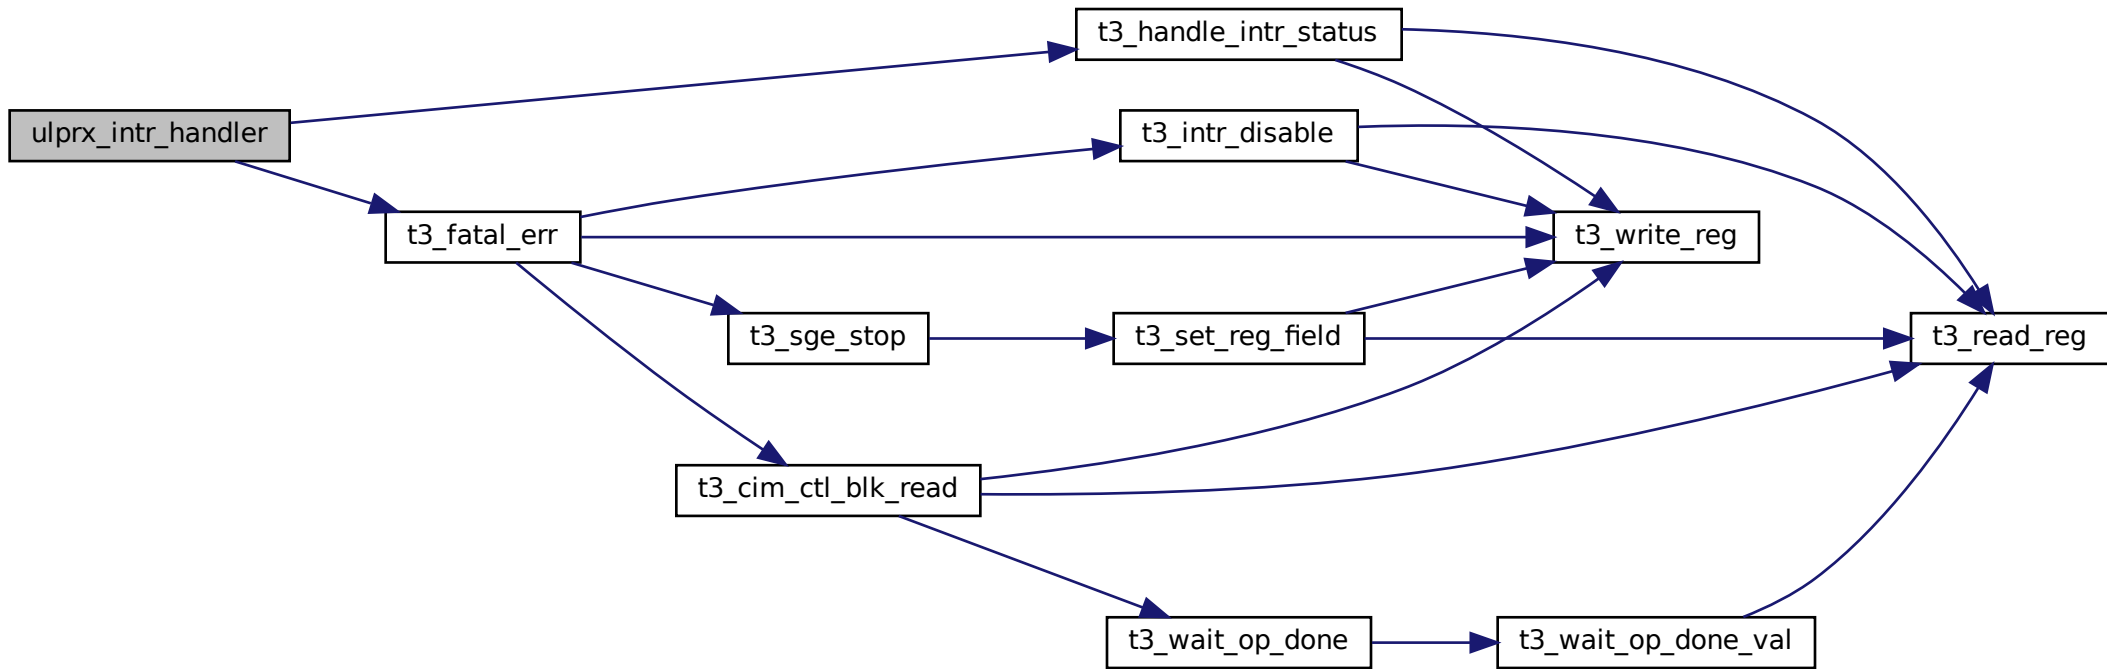 t3_handle_intr_status
ulprx_intr_handler
t3_intr_disable
t3_fatal_err
t3_write_reg
t3_sge_stop
t3_set_reg_field
t3_read_reg
t3_cim_ctl_blk_read
t3_wait_op_done
t3_wait_op_done_val